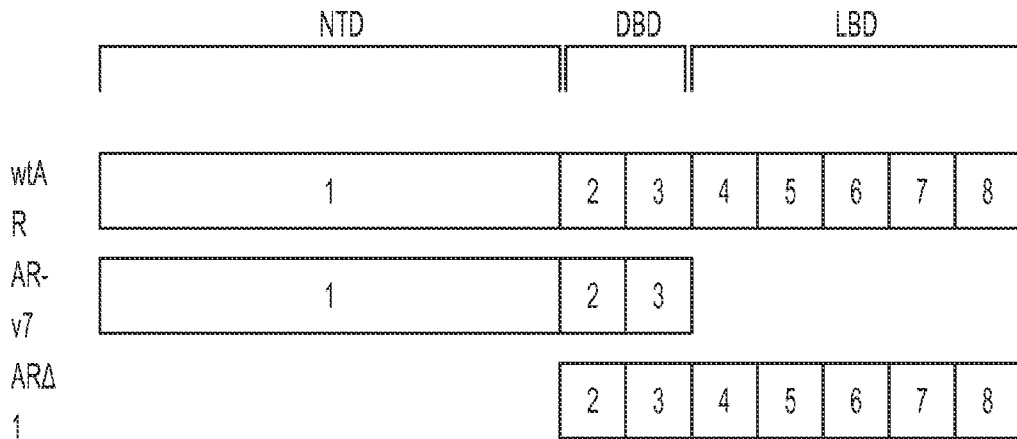 NTD DBD LBD
wtA
R
1 2 3 4 5 6 7 8
AR-
v7
1 2 3
ARΔ
1
2 3 4 5 6 7 8